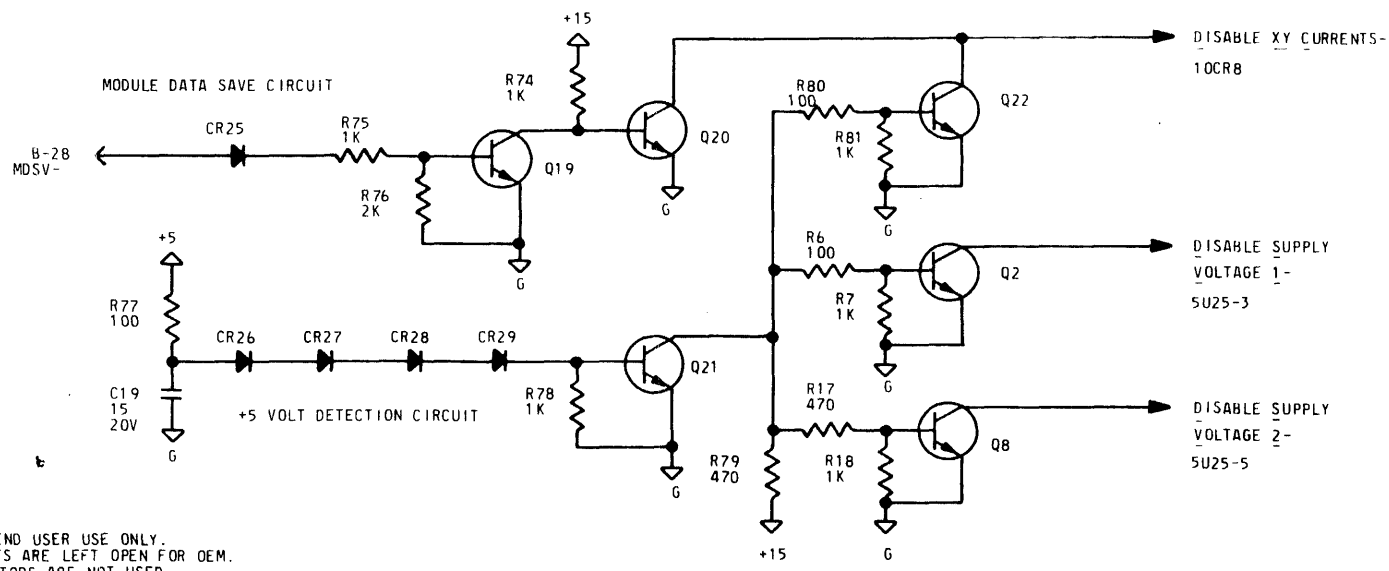 +15
DISABLE XY CURRENTS-
10CR8
MODULE DATA SAVE CIRCUIT
R74
1K
R80
100
Q22
CR25
R75
1K
Q20
R81
1K
B-28
MDSV-
Q19
R76
2K
G
G
+5
R6
100
DISABLE SUPPLY
VOLTAGE 1-
5U25-3
G
Q2
R77
100
R7
1K
CR26
CR27
CR28
CR29
Q21
G
C19
15
20V
R78
1K
R17
470
DISABLE SUPPLY
VOLTAGE 2-
5U25-5
+5 VOLT DETECTION CIRCUIT
Q8
G
R79
470
R18
1K
G
+15
G
END USER USE ONLY.
TS ARE LEFT OPEN FOR OEM.